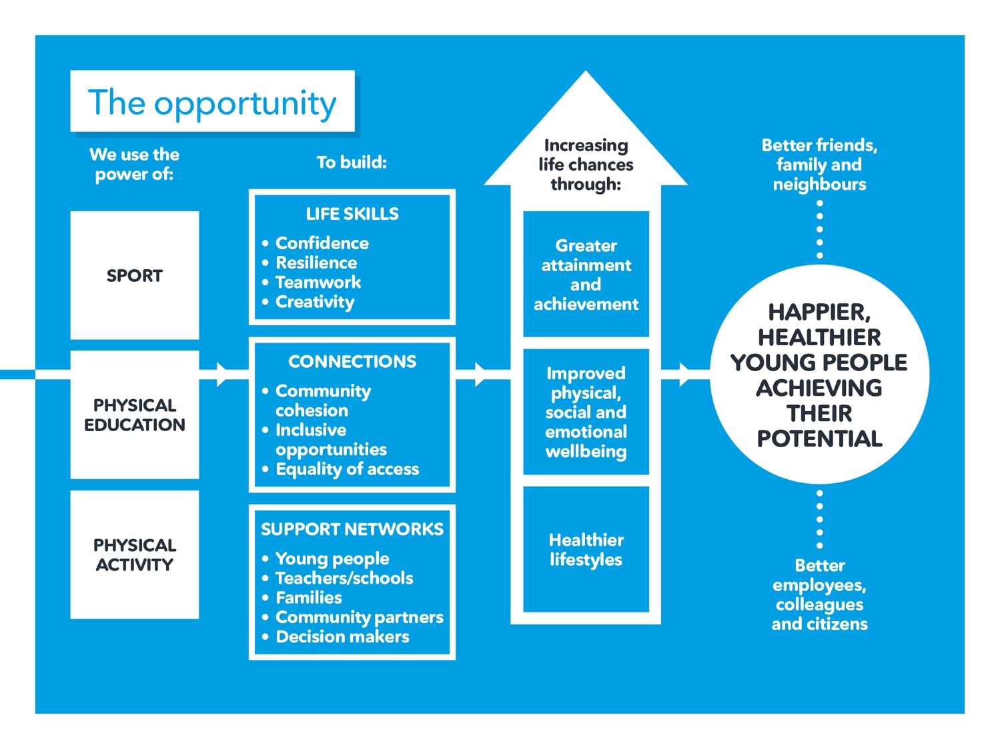 The opportunity
We use the
power of:
SPORT
PHYSICAL
EDUCATION
PHYSICAL
ACTIVITY
To build:
LIFE SKILLS
• Confidence
• Resilience
• Teamwork
• Creativity
CONNECTIONS
• Community
cohesion
• Inclusive
opportunities
• Equality of access
SUPPORT NETWORKS
• Young people
• Teachers/schools
• Families
• Community partners
• Decision makers
Increasing
life chances
through:
Greater
attainment
and
achievement
Improved
physical,
social and
emotional
wellbeing
Healthier
lifestyles
Better friends,
family and
neighbours
HAPPIER,
HEALTHIER
YOUNG PEOPLE
ACHIEVING
THEIR
POTENTIAL
Better
employees,
colleagues
and citizens